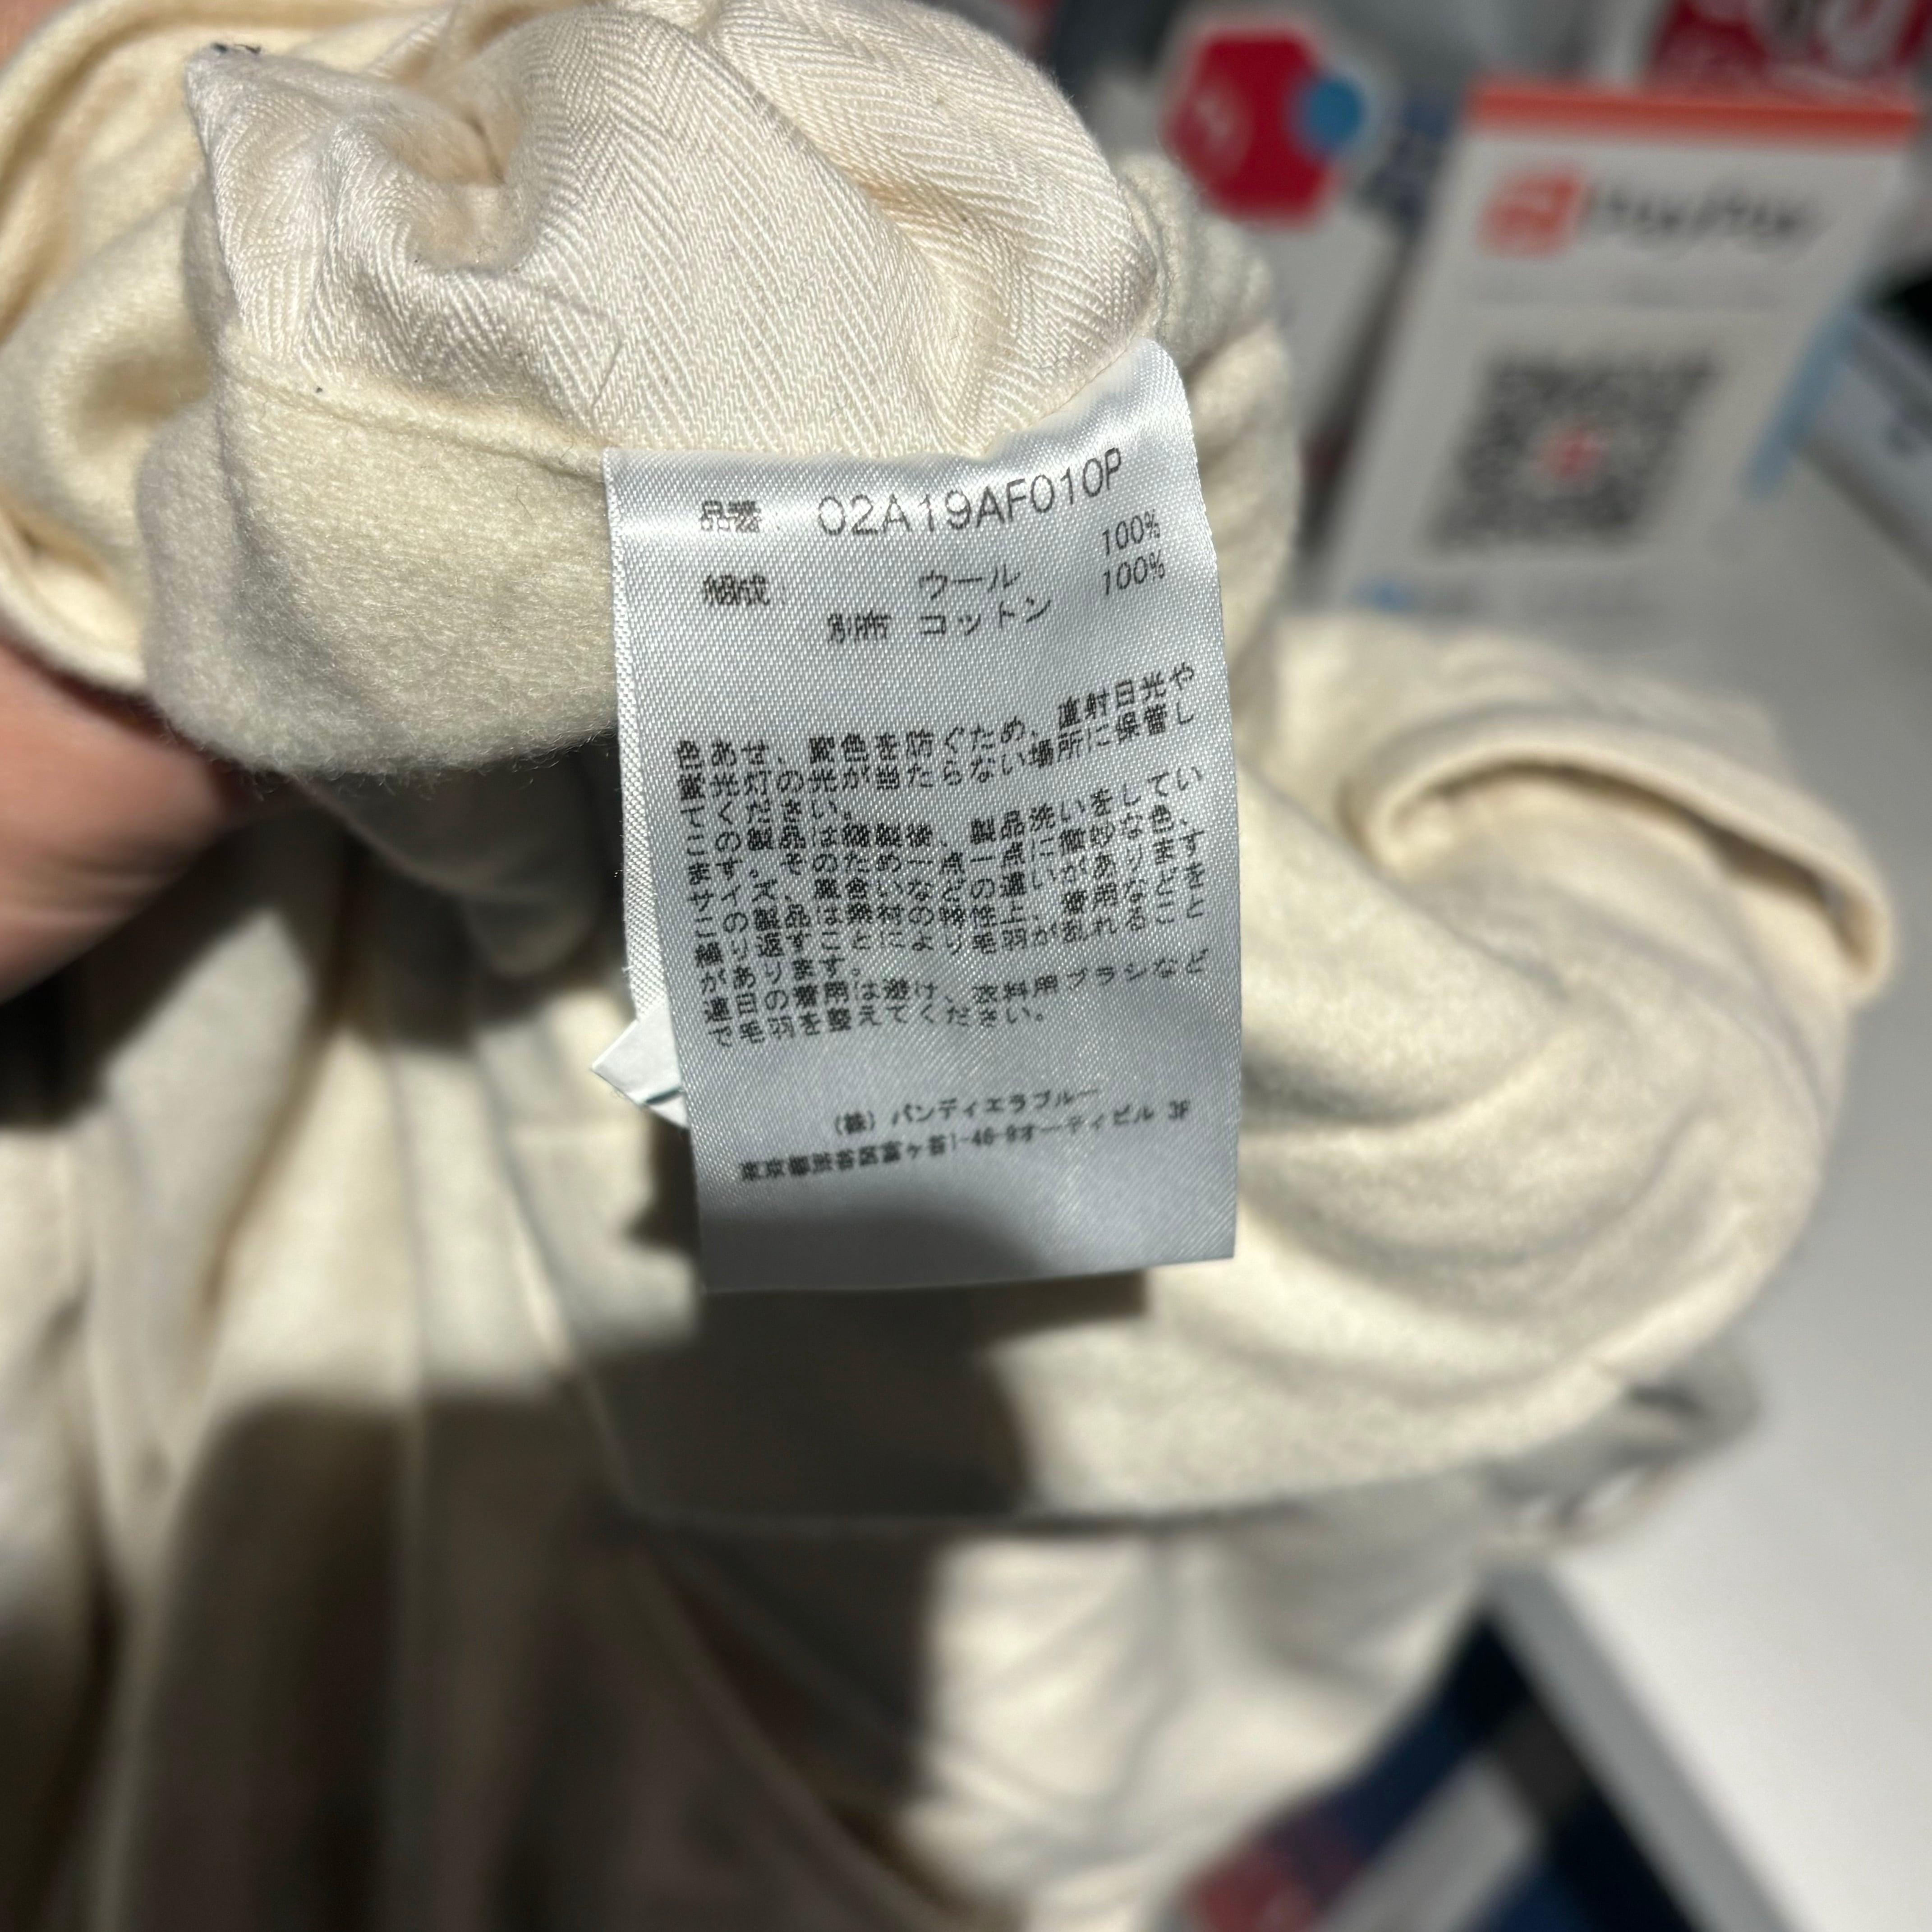 品番: 02A19AF010P
組成: ウール 100%
別布 コットン 100%
色あせ、変色を防ぐため、直射日光や
蛍光灯の光が当たらない場所に保管し
てください。
この製品は縫製後、製品洗いをしてい
ます。そのため一点一点に微妙な色、
サイズ、風合いなどの違いがあります
この製品は素材の特性上、着用などを
繰り返すことにより毛羽が乱れること
があります。
連日の着用は避け、衣料用ブラシなど
で毛羽を整えてください。
(株) バンディエラブルー
東京都渋谷区富ヶ谷1-46-9オーティビル 3F
PayPay